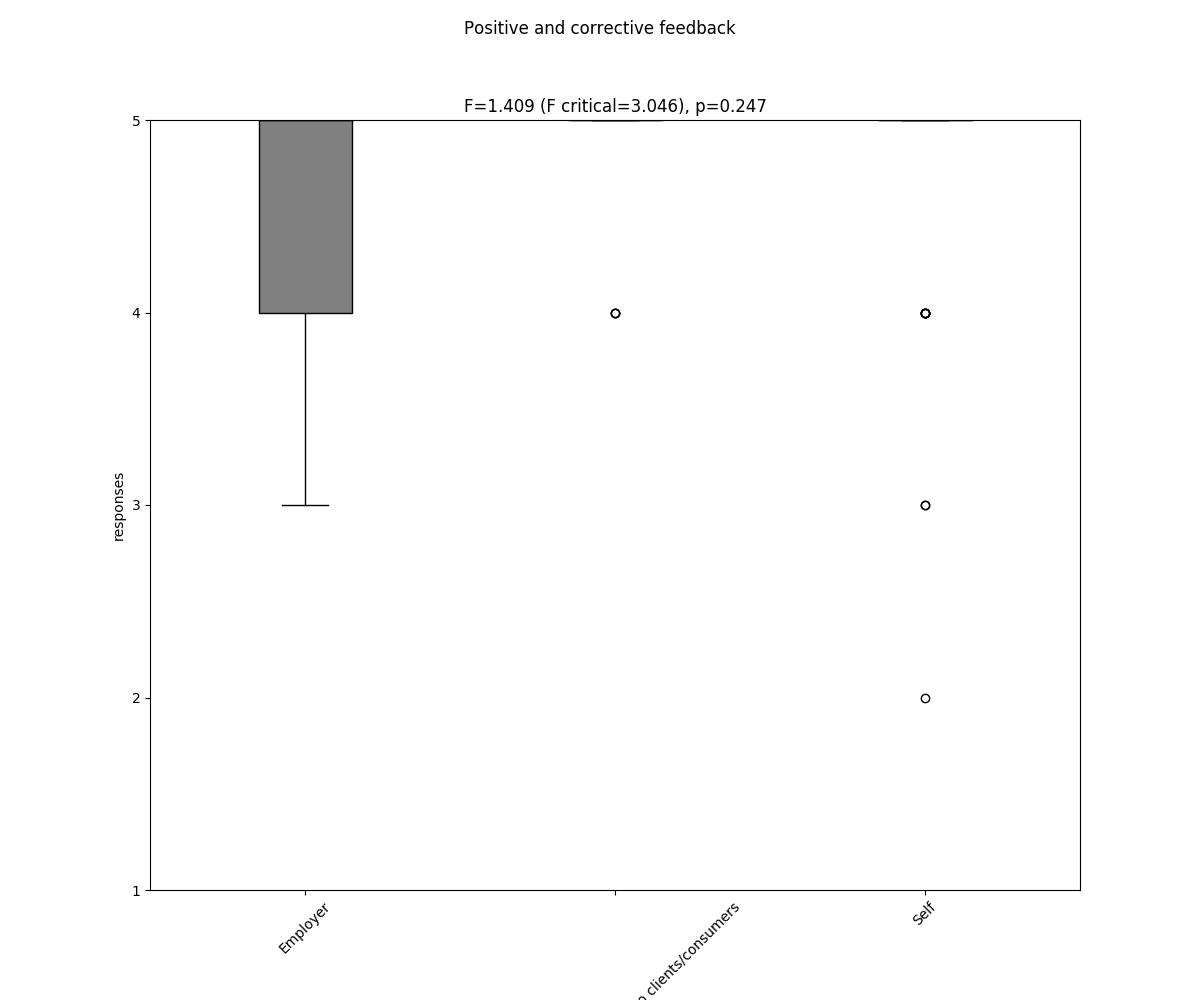 Positive and corrective feedback
F=1.409 (F critical=3.046), p=0.247
5
4
3
2
1
responses
Employer
clients/consumers
Self